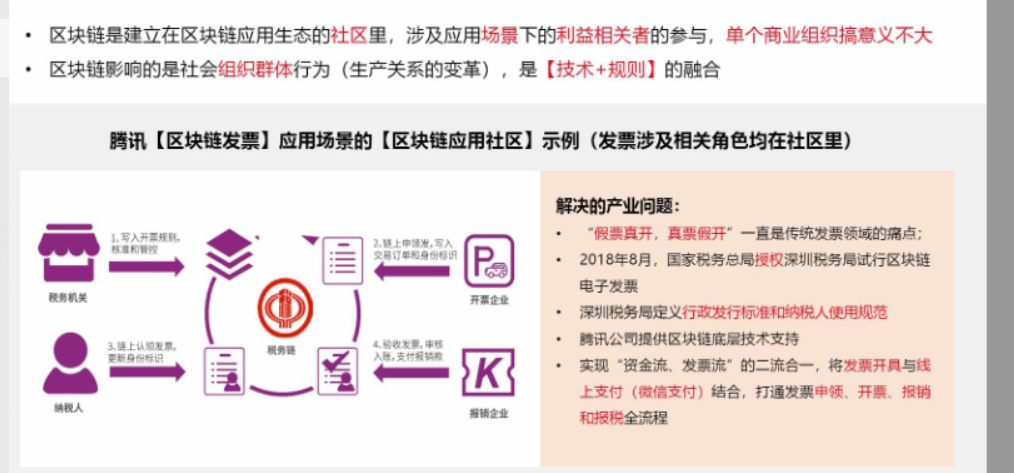 • 区块链是建立在区块链应用生态的社区里，涉及应用场景下的利益相关者的参与，单个商业组织搞意义不大
• 区块链影响的是社会组织群体行为（生产关系的变革），是【技术+规则】的融合
腾讯【区块链发票】应用场景的【区块链应用社区】示例（发票涉及相关角色均在社区里）
1、写入开票规则，
核准和管控
税务机关
2、链上申领发，写入
交易订单和身份标识
P
开票企业
税务链
3、链上认领发票，
更新身份标识
纳税人
4、验收发票，审核
入账，支付报销款
K
报销企业
解决的产业问题：
• “假票真开，真票假开”一直是传统发票领域的痛点；
• 2018年8月，国家税务总局授权深圳税务局试行区块链
电子发票
• 深圳税务局定义行政发行标准和纳税人使用规范
• 腾讯公司提供区块链底层技术支持
• 实现“资金流、发票流”的二流合一，将发票开具与线
上支付（微信支付）结合，打通发票申领、开票、报销
和报税全流程